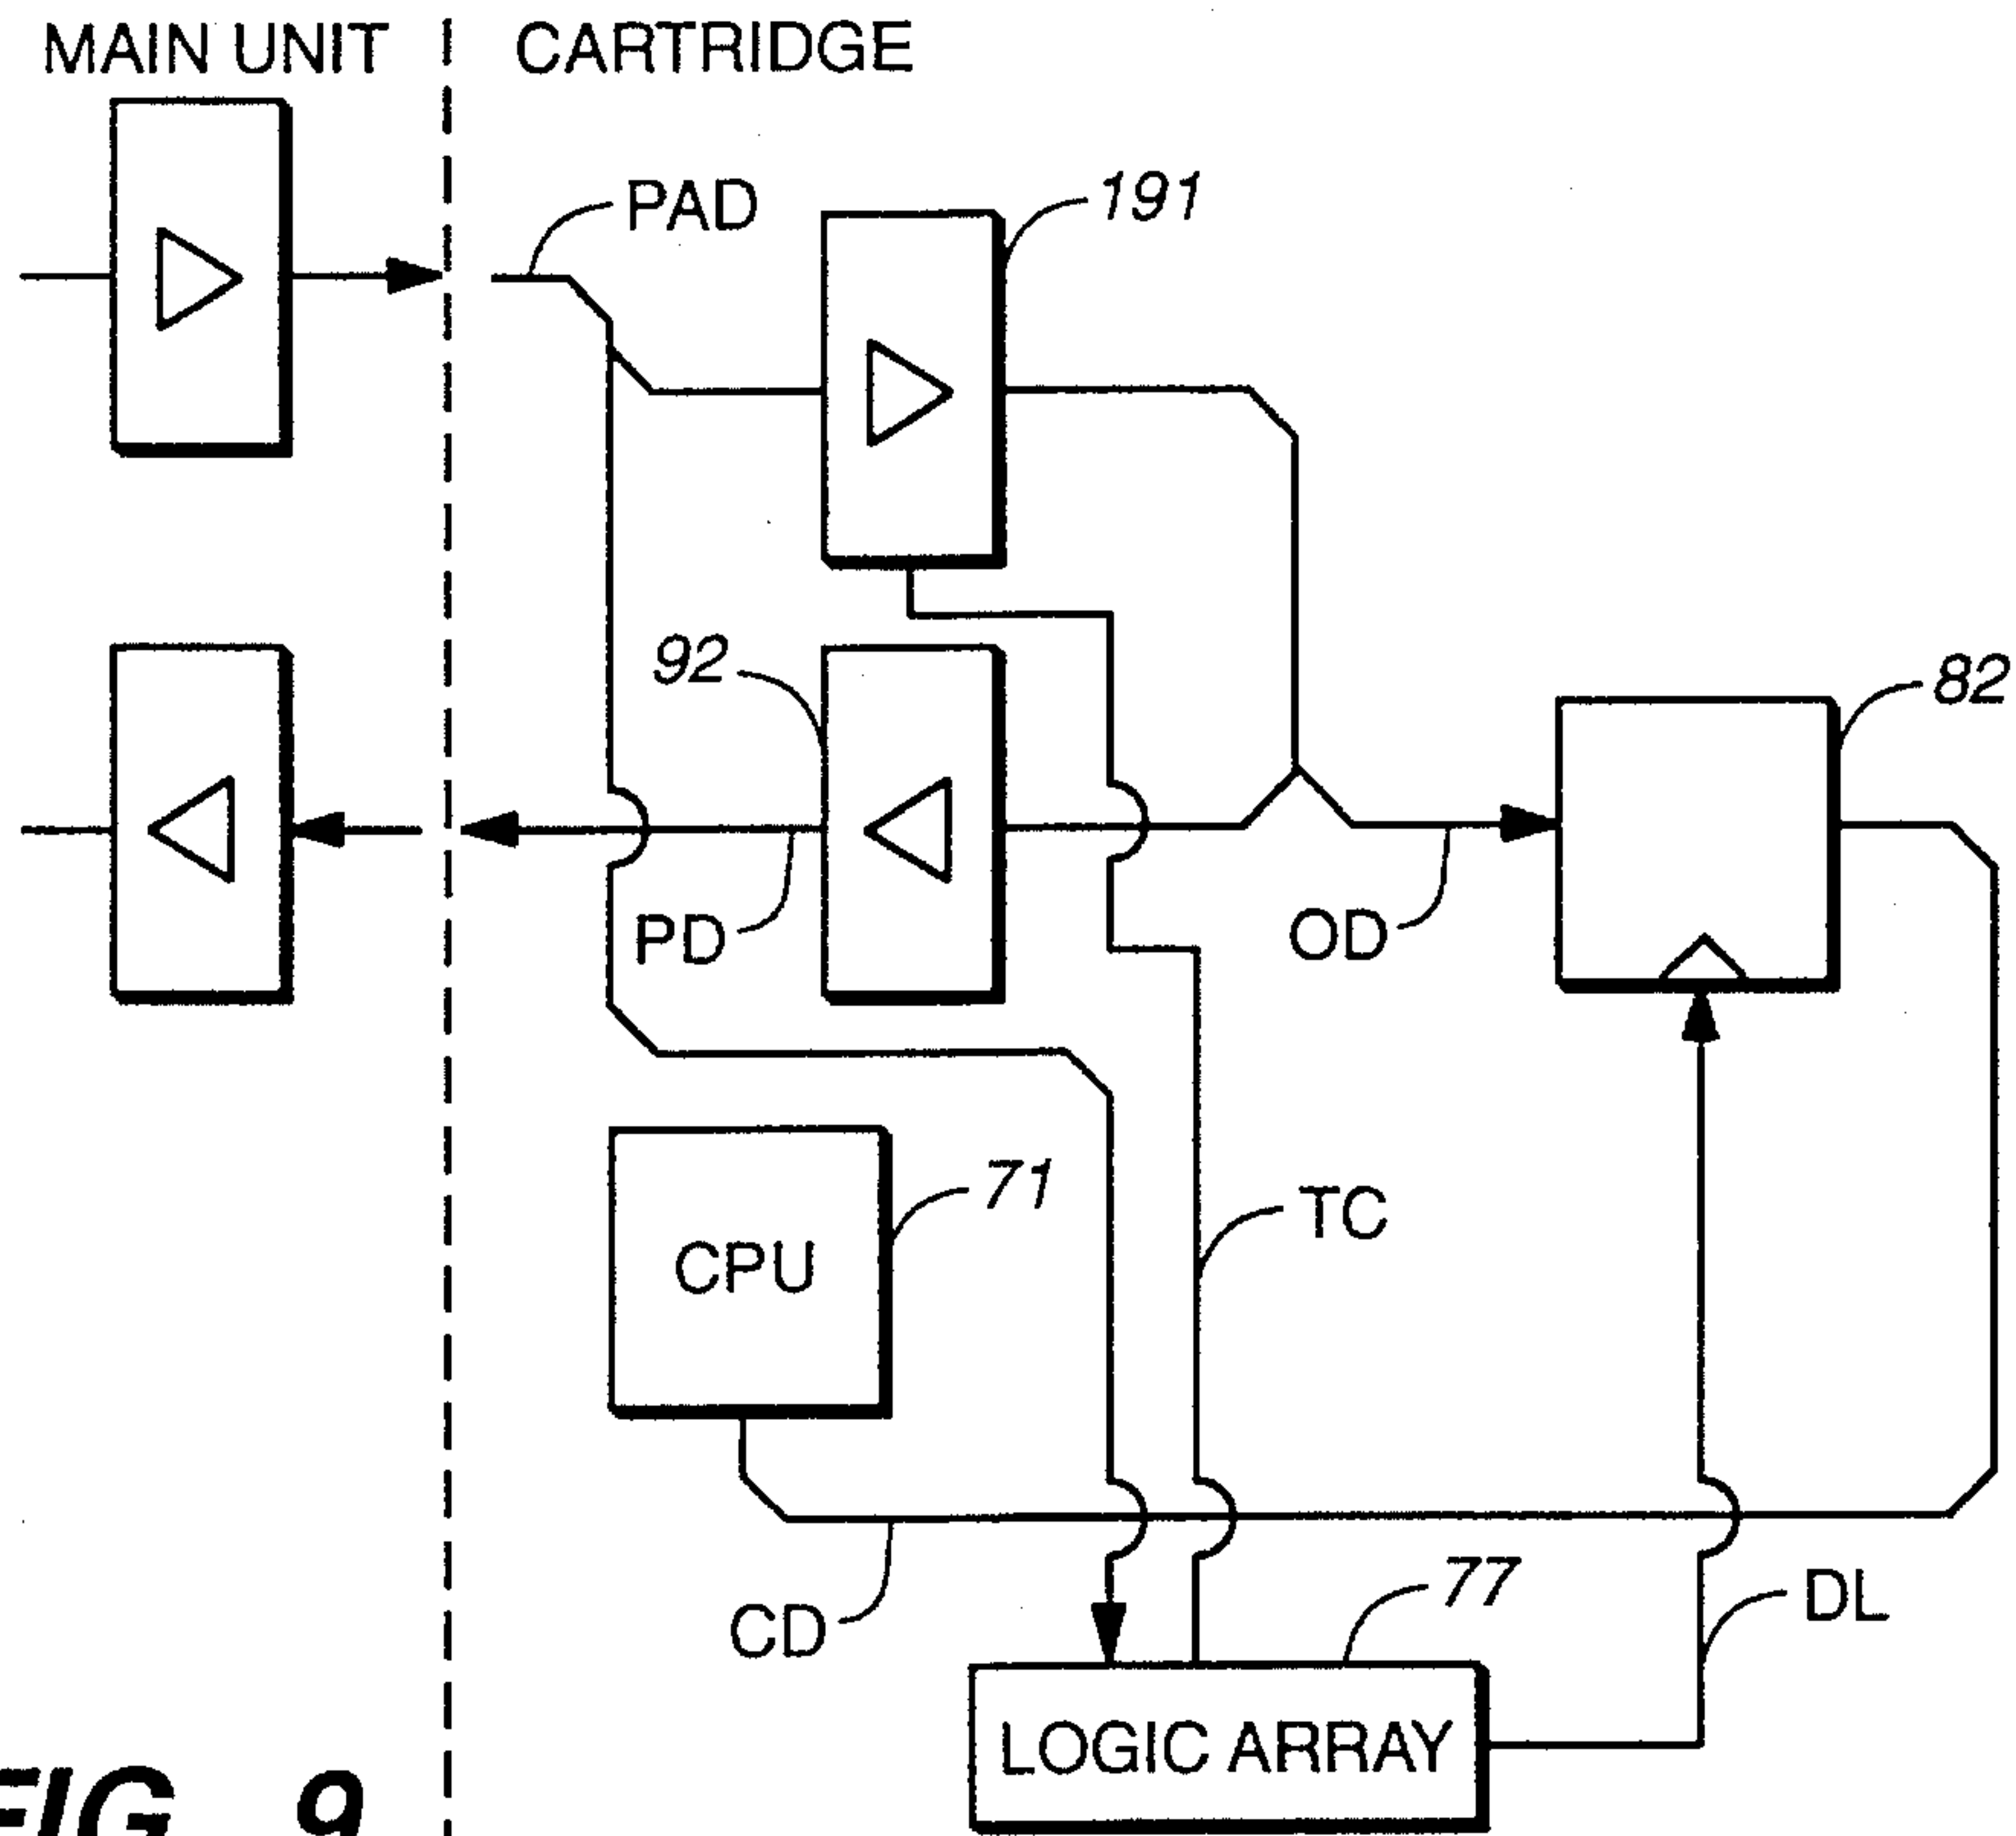 MAIN UNIT
CARTRIDGE
PAD
191
92
82
PD
OD
CPU
71
TC
CD
77
DL
LOGIC ARRAY
FIG. 9